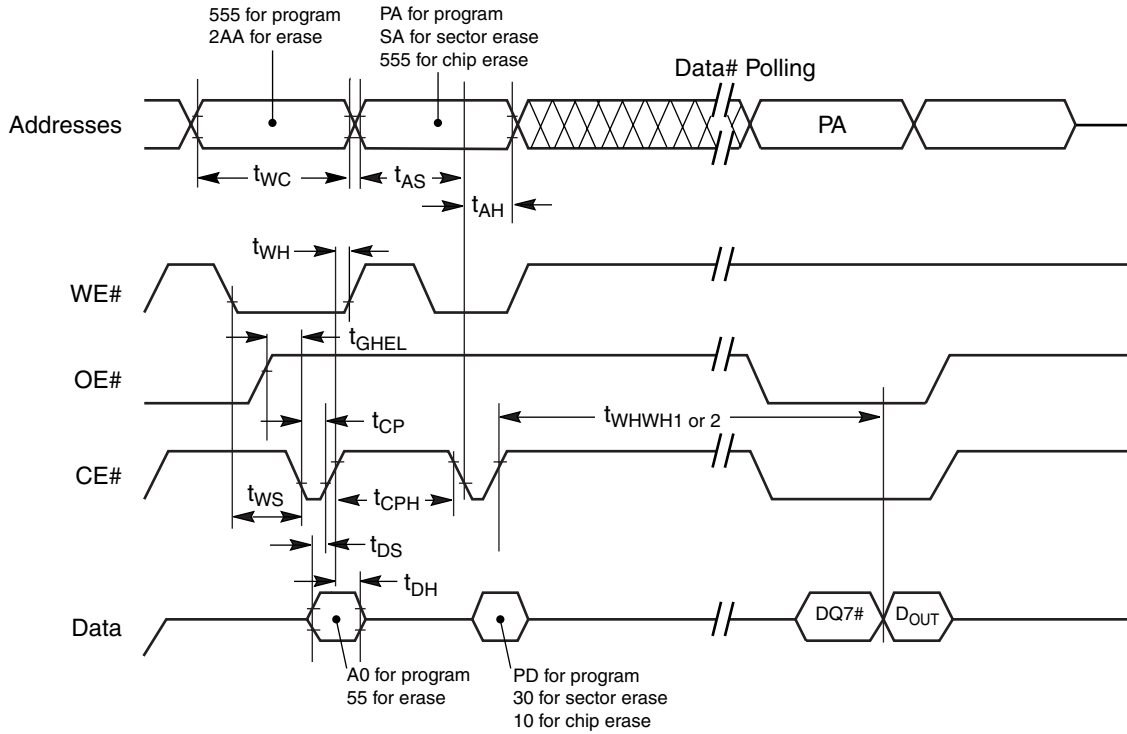 555 for program
2AA for erase
PA for program
SA for sector erase
555 for chip erase
Data# Polling
Addresses
PA
tWC
tAS
tAH
tWH
WE#
tGHEL
OE#
tWHWH1 or 2
tCP
CE#
tWS
tCPH
tDS
tDH
Data
DQ7#
DOUT
A0 for program
55 for erase
PD for program
30 for sector erase
10 for chip erase